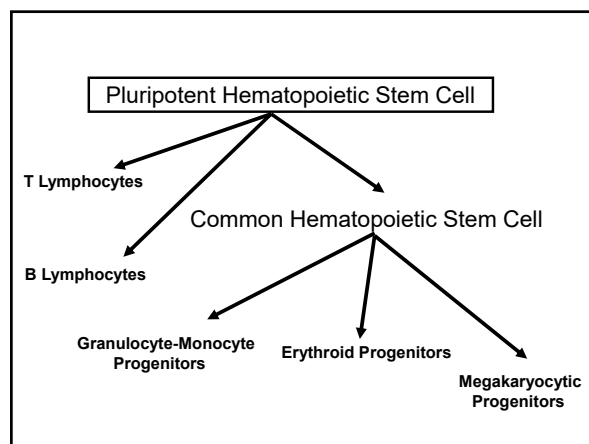 Pluripotent Hematopoietic Stem Cell
T Lymphocytes
Common Hematopoietic Stem Cell
B Lymphocytes
Granulocyte-Monocyte
Progenitors
Erythroid Progenitors
Megakaryocytic
Progenitors